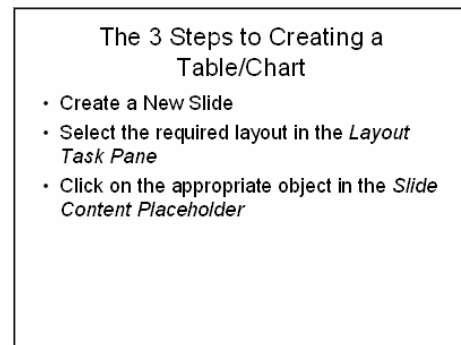 The 3 Steps to Creating a
Table/Chart
• Create a New Slide
• Select the required layout in the Layout
Task Pane
• Click on the appropriate object in the Slide
Content Placeholder